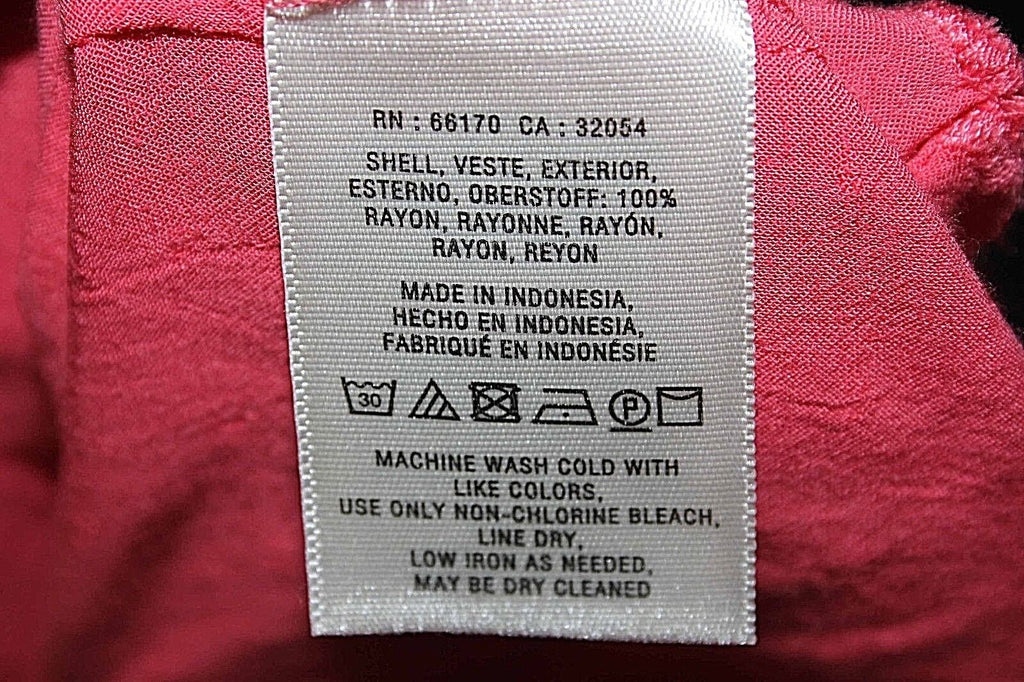 RN : 66170 CA : 32054
SHELL, VESTE, EXTERIOR,
ESTERNO, OBERSTOFF: 100%
RAYON, RAYONNE, RAYÓN,
RAYON, REYON
MADE IN INDONESIA,
HECHO EN INDONESIA,
FABRIQUÉ EN INDONÉSIE
30 P
MACHINE WASH COLD WITH
LIKE COLORS,
USE ONLY NON-CHLORINE BLEACH,
LINE DRY,
LOW IRON AS NEEDED,
MAY BE DRY CLEANED